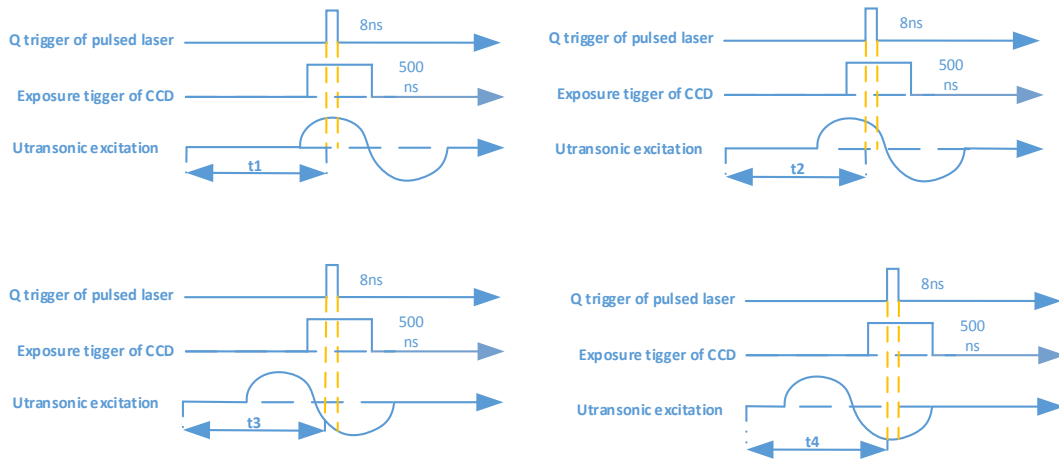 Q trigger of pulsed laser
8ns
Exposure tigger of CCD
500
ns
Utransonic excitation
t1
Q trigger of pulsed laser
8ns
Exposure tigger of CCD
500
ns
Utransonic excitation
t2
Q trigger of pulsed laser
8ns
Exposure tigger of CCD
500
ns
Utransonic excitation
t3
Q trigger of pulsed laser
8ns
Exposure tigger of CCD
500
ns
Utransonic excitation
t4